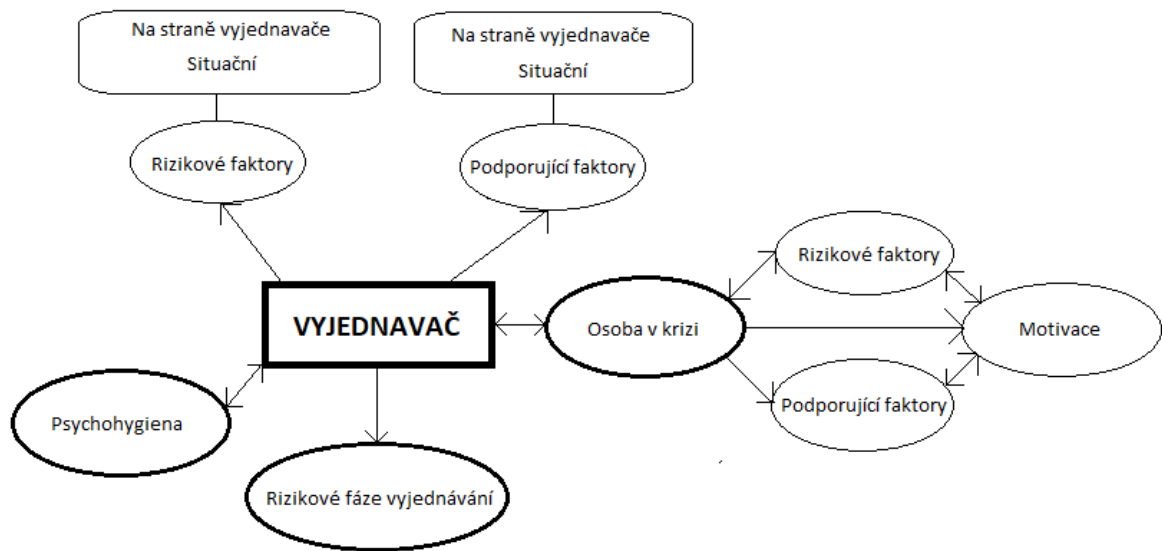 Na straně vyjednavače
Situační
Na straně vyjednavače
Situační
Rizikové faktory
Podporující faktory
Rizikové faktory
VYJEDNAVAČ
Osoba v krizi
Motivace
Psychohygiena
Podporující faktory
Rizikové fáze vyjednávání